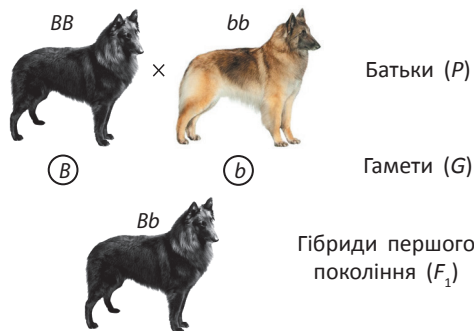 BB bb
× Батьки (P)
B b Гамети (G)
Bb
Гібриди першого
покоління (F₁)